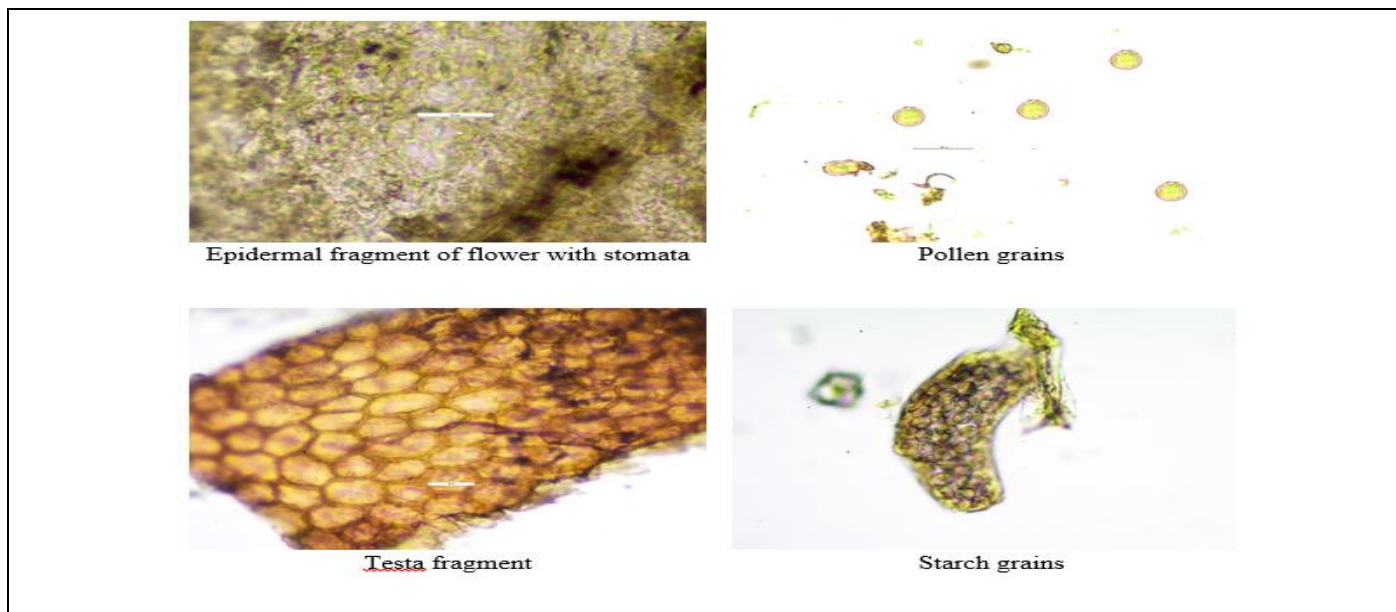 Epidermal fragment of flower with stomata
Pollen grains
Testa fragment
Starch grains